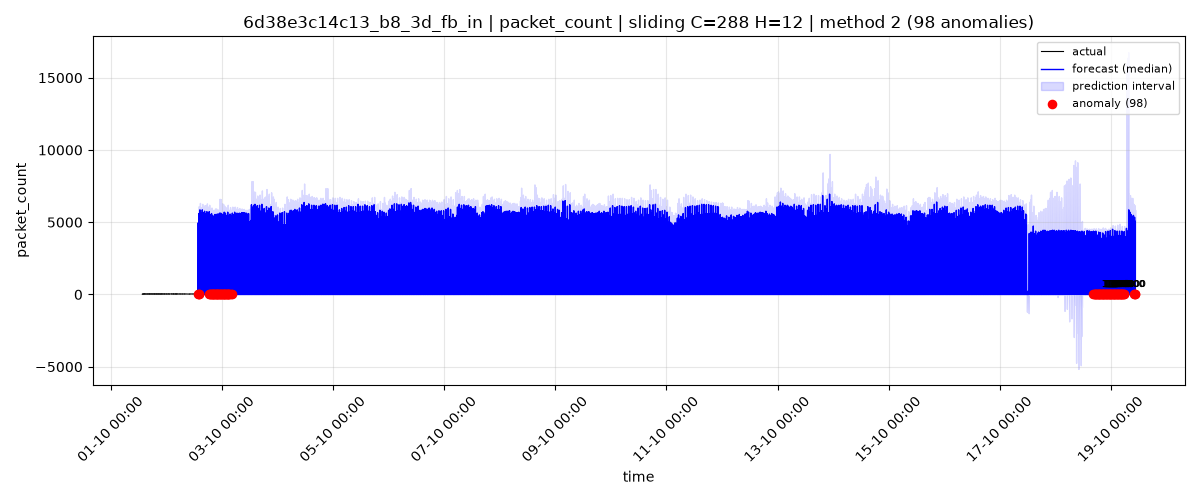 6d38e3c14c13_b8_3d_fb_in | packet_count | sliding C=288 H=12 | method 2 (98 anomalies)
actual
forecast (median)
prediction interval
anomaly (98)
packet_count
15000
10000
5000
0
−5000
01-10 00:00
03-10 00:00
05-10 00:00
07-10 00:00
09-10 00:00
11-10 00:00
13-10 00:00
15-10 00:00
17-10 00:00
19-10 00:00
time